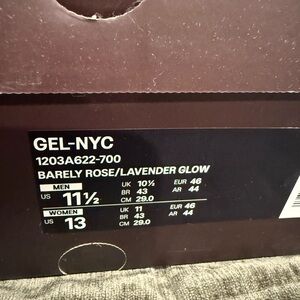 GEL-NYC
1203A622-700
BARELY ROSE/LAVENDER GLOW
MEN
US 11½
UK 10½ EUR 46
BR 43 AR 44
CM 29.0
WOMEN
US 13
UK 11 EUR 46
BR 43 AR 44
CM 29.0